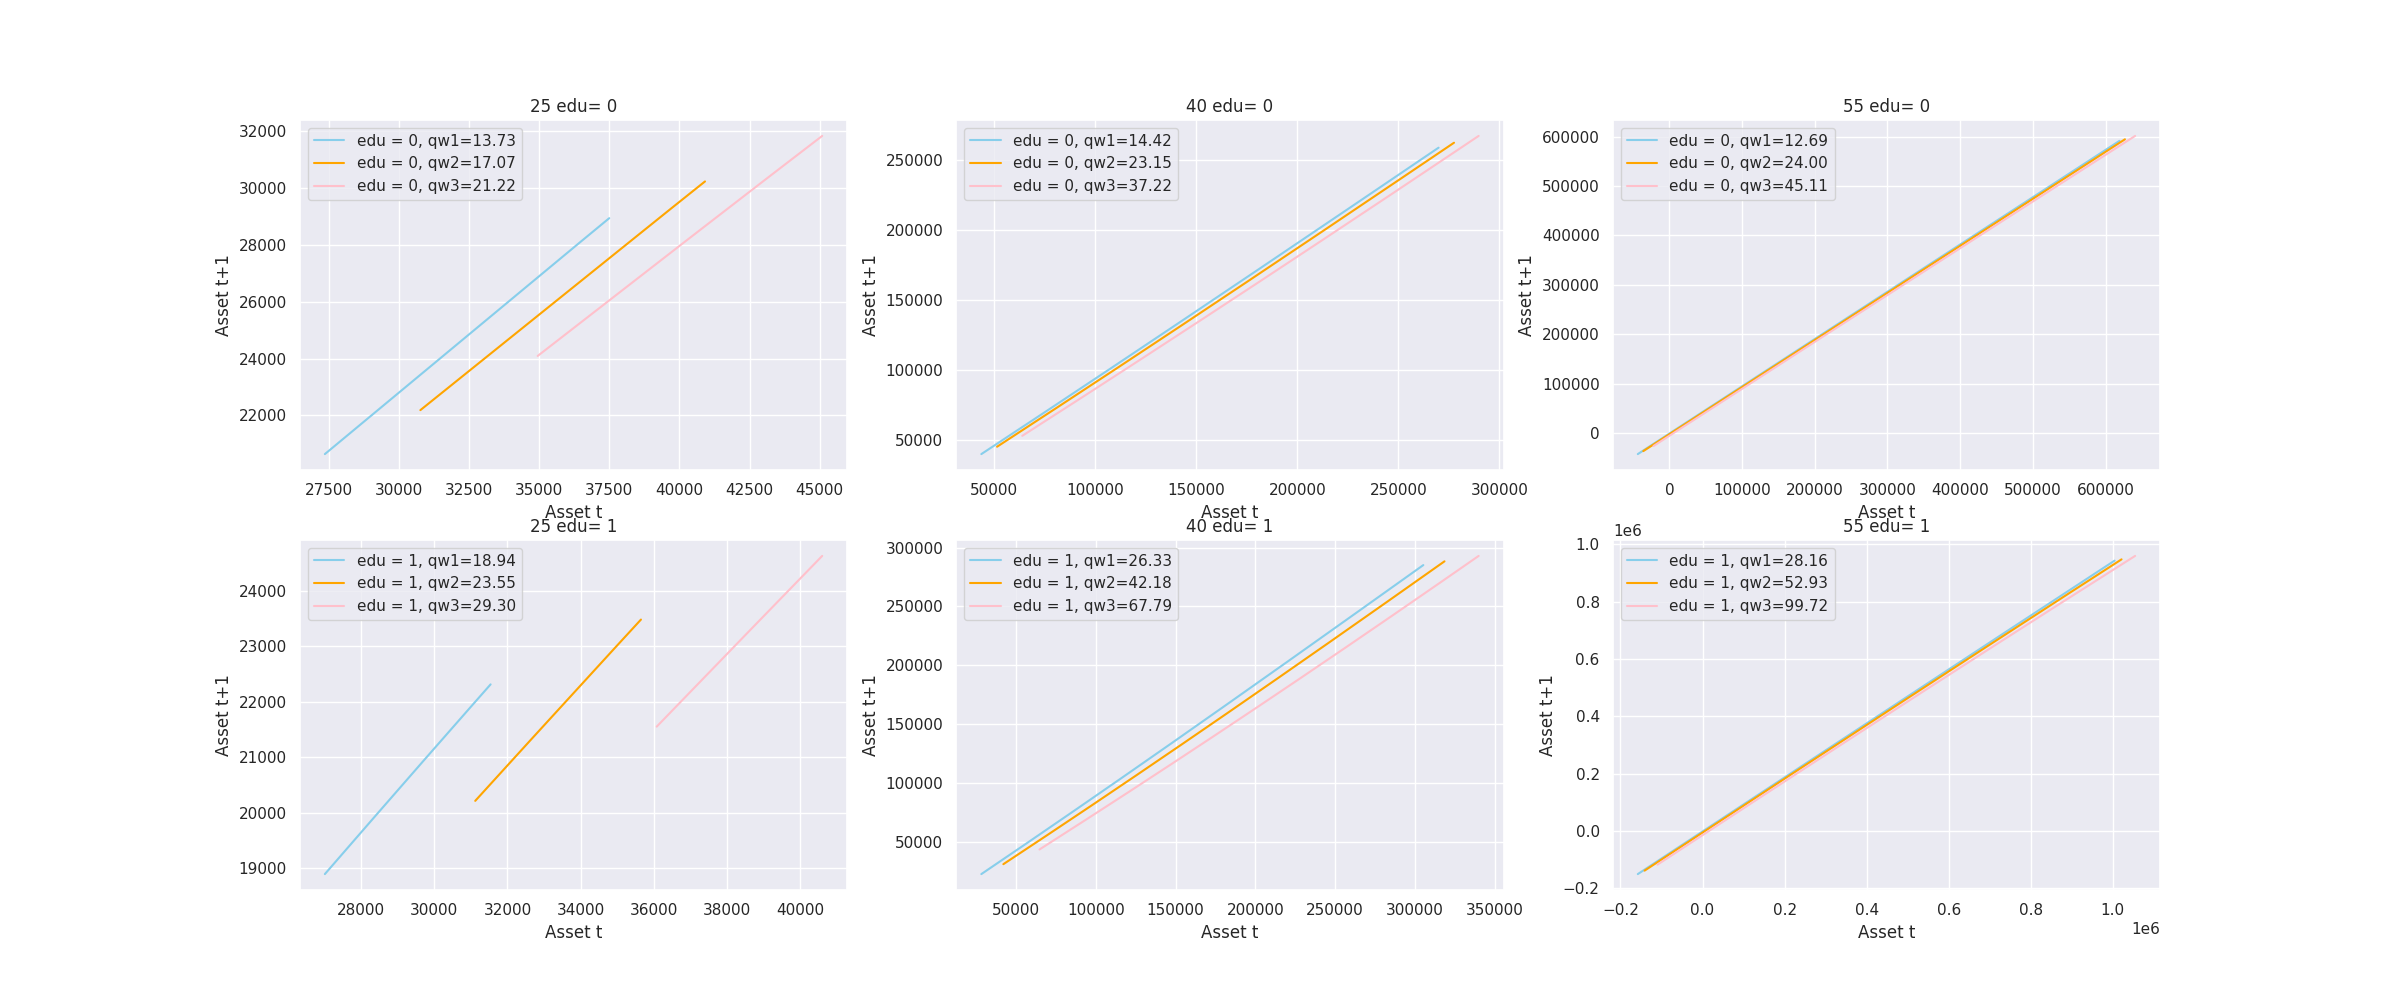 25 edu= 0
32000
30000
28000
26000
24000
22000
Asset t+1
edu = 0, qw1=13.73
edu = 0, qw2=17.07
edu = 0, qw3=21.22
27500 30000 32500 35000 37500 40000 42500 45000
Asset t
40 edu= 0
250000
200000
150000
100000
50000
Asset t+1
edu = 0, qw1=14.42
edu = 0, qw2=23.15
edu = 0, qw3=37.22
50000 100000 150000 200000 250000 300000
Asset t
55 edu= 0
600000
500000
400000
300000
200000
100000
0
Asset t+1
edu = 0, qw1=12.69
edu = 0, qw2=24.00
edu = 0, qw3=45.11
0 100000 200000 300000 400000 500000 600000
Asset t
25 edu= 1
24000
23000
22000
21000
20000
19000
Asset t+1
edu = 1, qw1=18.94
edu = 1, qw2=23.55
edu = 1, qw3=29.30
28000 30000 32000 34000 36000 38000 40000
Asset t
40 edu= 1
300000
250000
200000
150000
100000
50000
Asset t+1
edu = 1, qw1=26.33
edu = 1, qw2=42.18
edu = 1, qw3=67.79
50000 100000 150000 200000 250000 300000 350000
Asset t
55 edu= 1
1e6
1.0
0.8
0.6
0.4
0.2
0.0
−0.2
Asset t+1
edu = 1, qw1=28.16
edu = 1, qw2=52.93
edu = 1, qw3=99.72
−0.2 0.0 0.2 0.4 0.6 0.8 1.0
1e6
Asset t